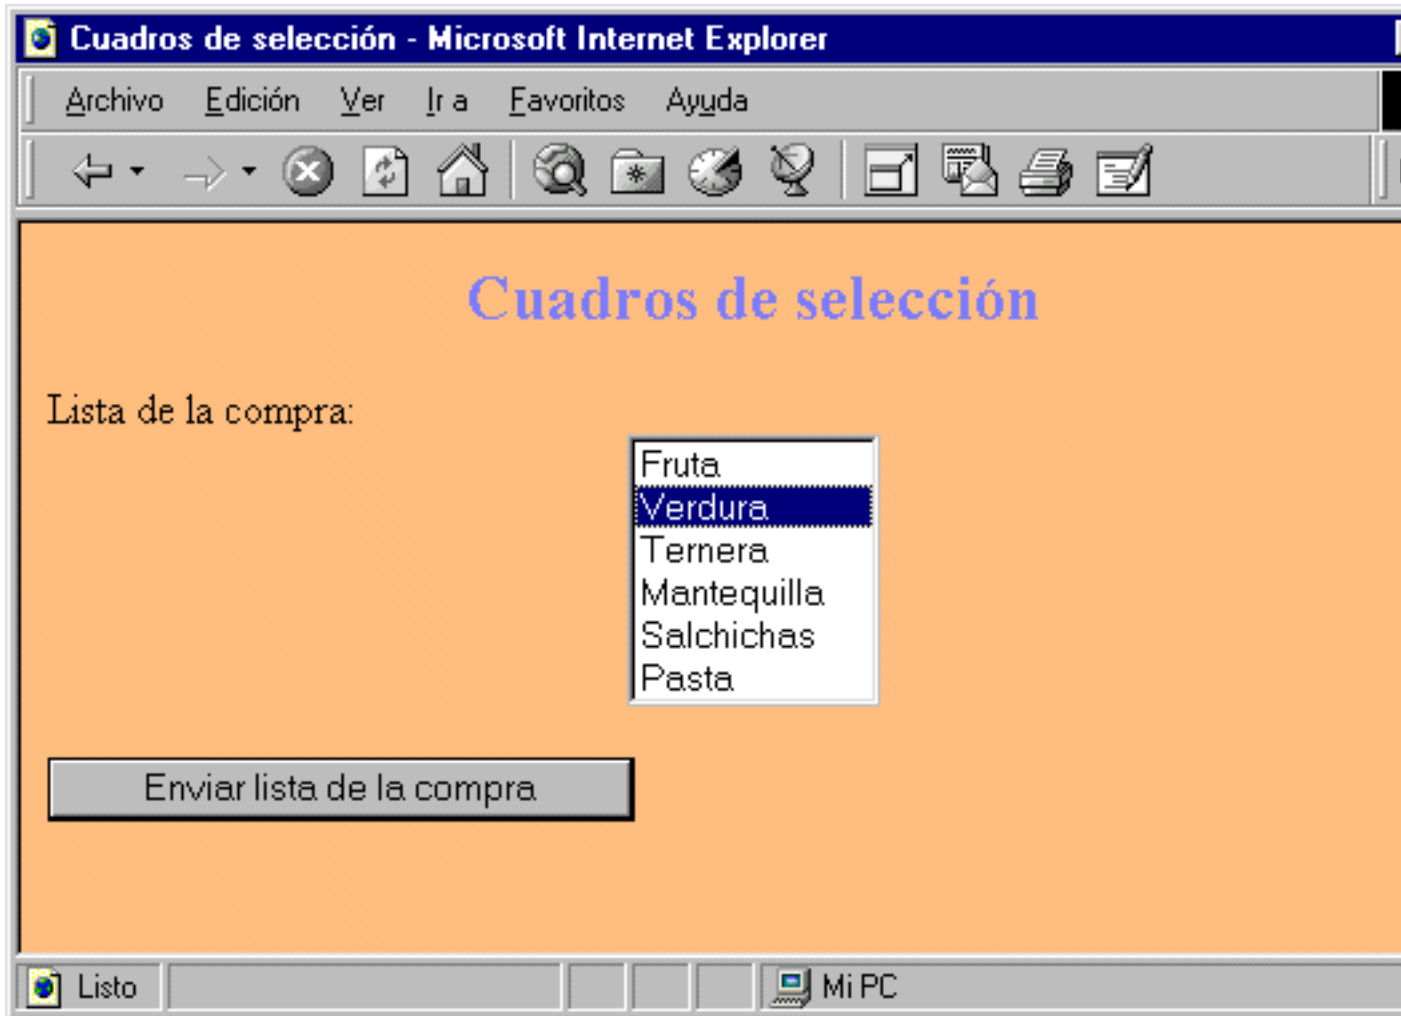 Cuadros de selección - Microsoft Internet Explorer
Archivo Edición Ver Ir a Favoritos Ayuda
Cuadros de selección
Lista de la compra:
Fruta
Verdura
Ternera
Mantequilla
Salchichas
Pasta
Enviar lista de la compra
Listo Mi PC